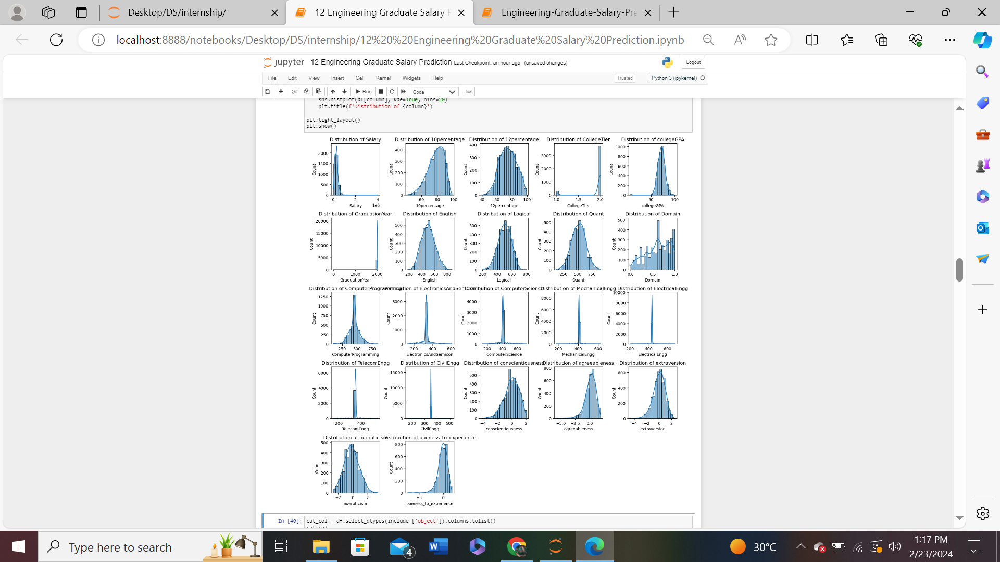 Desktop/DS/internship/
12 Engineering Graduate Salary P
Engineering-Graduate-Salary-Pre
localhost:8888/notebooks/Desktop/DS/internship/12%20%20Engineering%20Graduate%20Salary%20Prediction.ipynb
jupyter 12 Engineering Graduate Salary Prediction Last Checkpoint: an hour ago (unsaved changes)
Logout
File Edit View Insert Cell Kernel Widgets Help
Trusted
Python 3 (ipykernel)
Run
Code
sns.histplot(df[column], kde=True, bins=20)
plt.title(f'Distribution of {column}')
plt.tight_layout()
plt.show()
Distribution of Salary
Count
0 500 1000 1500 2000
0 2 4
1e6
Salary
Distribution of 10percentage
Count
0 100 200 300 400
60 80 100
10percentage
Distribution of 12percentage
Count
0 100 200 300 400
40 60 80 100
12percentage
Distribution of CollegeTier
Count
0 1000 2000 3000
1.0 1.5 2.0
CollegeTier
Distribution of collegeGPA
Count
0 200 400 600 800 1000
50 100
collegeGPA
Distribution of GraduationYear
Count
0 5000 10000 15000 20000
0 1000 2000
GraduationYear
Distribution of English
Count
0 100 200 300 400 500
200 400 600 800
English
Distribution of Logical
Count
0 100 200 300 400 500
200 400 600 800
Logical
Distribution of Quant
Count
0 100 200 300 400 500
250 500 750
Quant
Distribution of Domain
Count
0 100 200 300 400 500
0.0 0.5 1.0
Domain
Distribution of ComputerProgramming
Count
0 250 500 750 1000 1250
250 500 750
ComputerProgramming
Distribution of ElectronicsAndSemicon
Count
0 1000 2000 3000
200 400 600
ElectronicsAndSemicon
Distribution of ComputerScience
Count
0 1000 2000 3000 4000
200 400 600
ComputerScience
Distribution of MechanicalEngg
Count
0 2000 4000 6000 8000
200 400 600
MechanicalEngg
Distribution of ElectricalEngg
Count
0 2000 4000 6000 8000 10000
200 400 600
ElectricalEngg
Distribution of TelecomEngg
Count
0 2000 4000 6000
200 400
TelecomEngg
Distribution of CivilEngg
Count
0 5000 10000 15000
200 300 400 500
CivilEngg
Distribution of conscientiousness
Count
0 100 200 300 400 500
−4 −2 0 2
conscientiousness
Distribution of agreeableness
Count
0 200 400 600 800
−5.0 −2.5 0.0
agreeableness
Distribution of extraversion
Count
0 200 400 600
−4 −2 0 2
extraversion
Distribution of nueroticism
Count
0 100 200 300 400 500
−2 0 2
nueroticism
Distribution of openess_to_experience
Count
0 200 400 600 800
−5 0
openess_to_experience
In [40]: cat_col = df.select_dtypes(include=['object']).columns.tolist()
cat_col
Type here to search
4
30°C
1:17 PM
2/23/2024